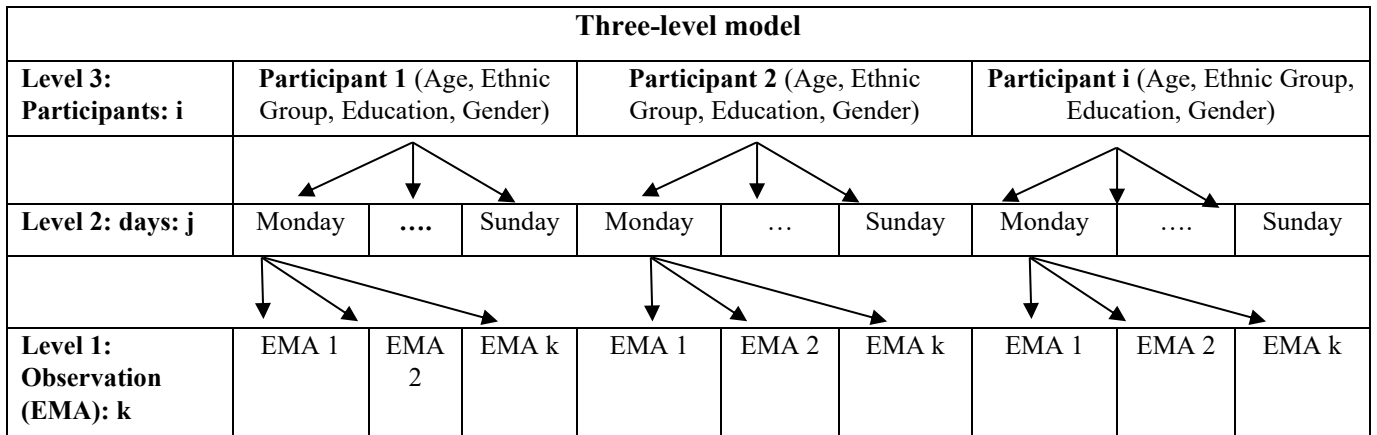 Three-level model
Level 3:
Participants: i
Participant 1 (Age, Ethnic
Group, Education, Gender)
Participant 2 (Age, Ethnic
Group, Education, Gender)
Participant i (Age, Ethnic Group,
Education, Gender)
Level 2: days: j
Monday
....
Sunday
Monday
…
Sunday
Monday
….
Sunday
Level 1:
Observation
(EMA): k
EMA 1
EMA
2
EMA k
EMA 1
EMA 2
EMA k
EMA 1
EMA 2
EMA k